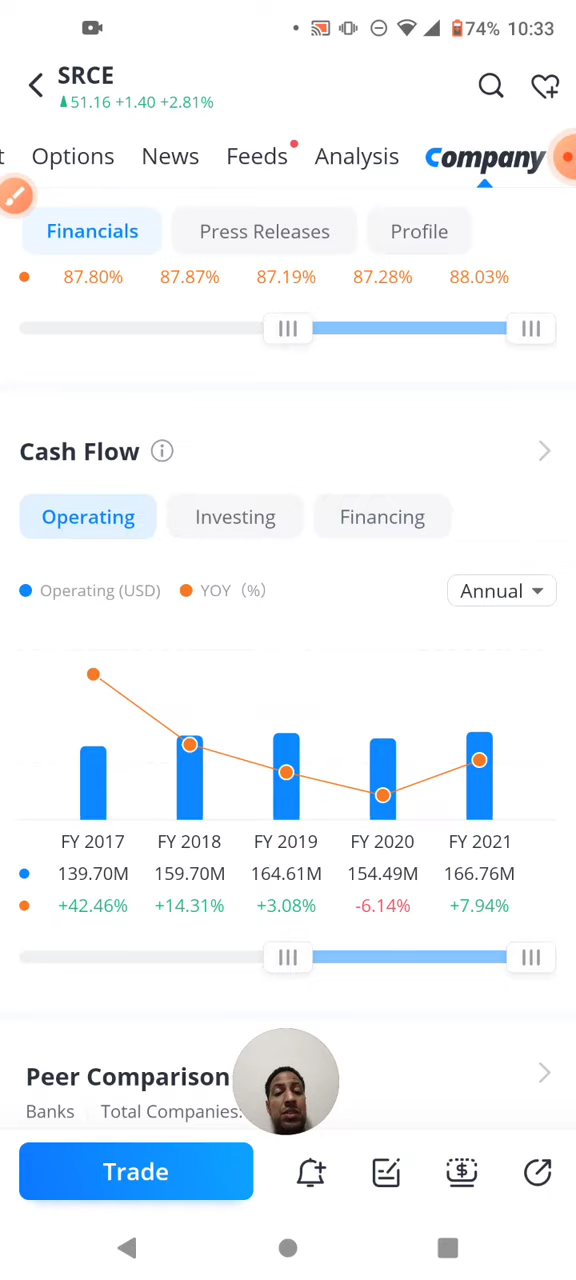 74% 10:33
SRCE
51.16 +1.40 +2.81%
t Options News Feeds Analysis Company
Financials Press Releases Profile
87.80% 87.87% 87.19% 87.28% 88.03%
Cash Flow
Operating Investing Financing
Operating (USD) YOY (%) Annual
FY 2017 FY 2018 FY 2019 FY 2020 FY 2021
139.70M 159.70M 164.61M 154.49M 166.76M
+42.46% +14.31% +3.08% -6.14% +7.94%
Peer Comparison
Banks Total Companies:
Trade